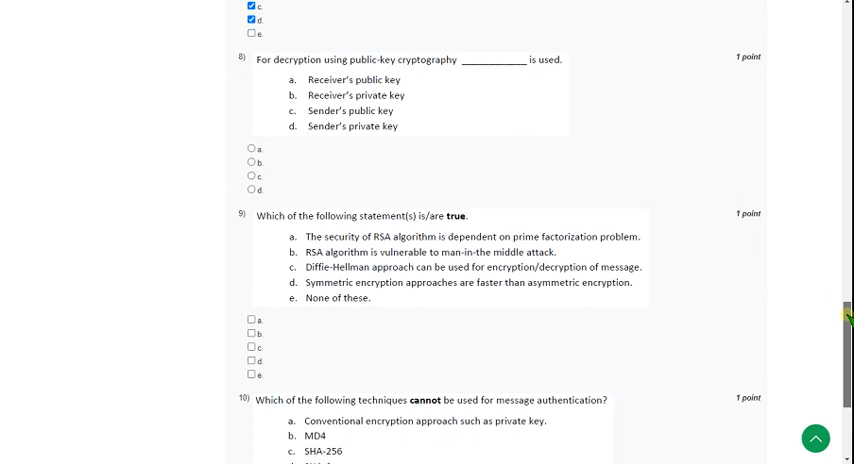 c.
d.
e.
8) For decryption using public-key cryptography ____________ is used. 1 point
a. Receiver's public key
b. Receiver's private key
c. Sender's public key
d. Sender's private key
a.
b.
c.
d.
9) Which of the following statement(s) is/are true. 1 point
a. The security of RSA algorithm is dependent on prime factorization problem.
b. RSA algorithm is vulnerable to man-in-the middle attack.
c. Diffie-Hellman approach can be used for encryption/decryption of message.
d. Symmetric encryption approaches are faster than asymmetric encryption.
e. None of these.
a.
b.
c.
d.
e.
10) Which of the following techniques cannot be used for message authentication? 1 point
a. Conventional encryption approach such as private key.
b. MD4
c. SHA-256